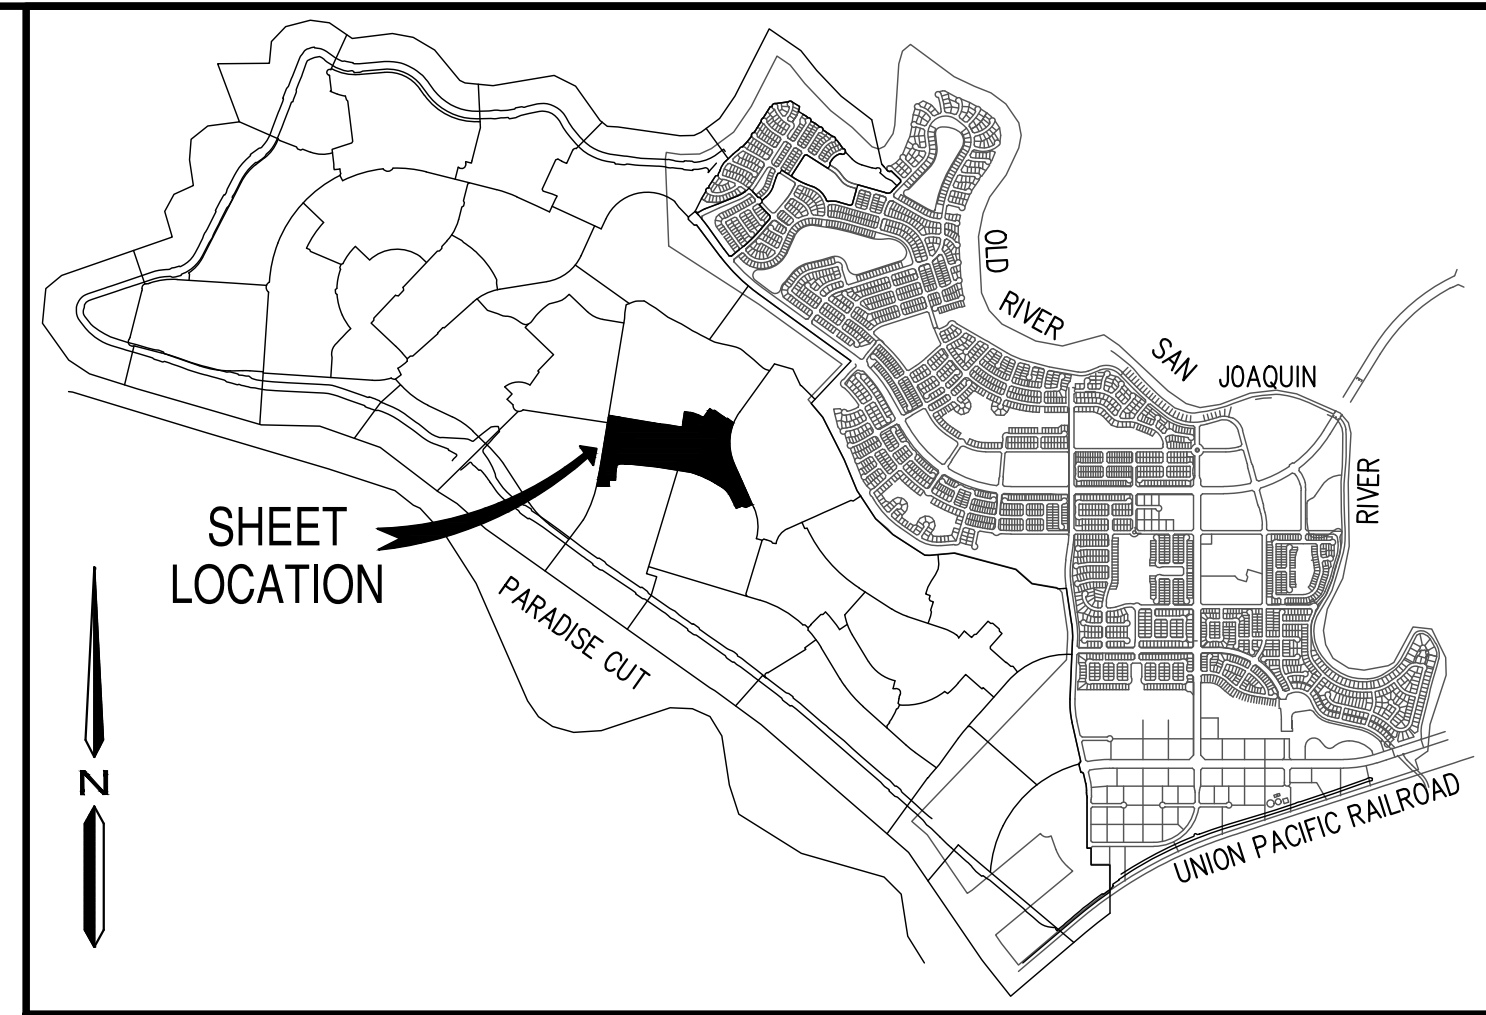 OLD
RIVER
SAN
JOAQUIN
RIVER
SHEET
LOCATION
PARADISE CUT
N
UNION PACIFIC RAILROAD